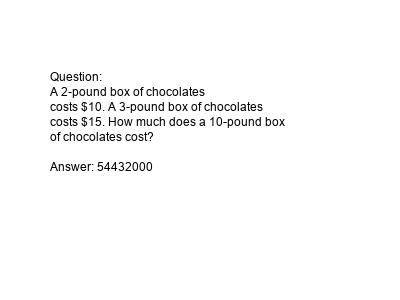 Question:
A 2-pound box of chocolates
costs $10. A 3-pound box of chocolates
costs $15. How much does a 10-pound box
of chocolates cost?
Answer: 54432000